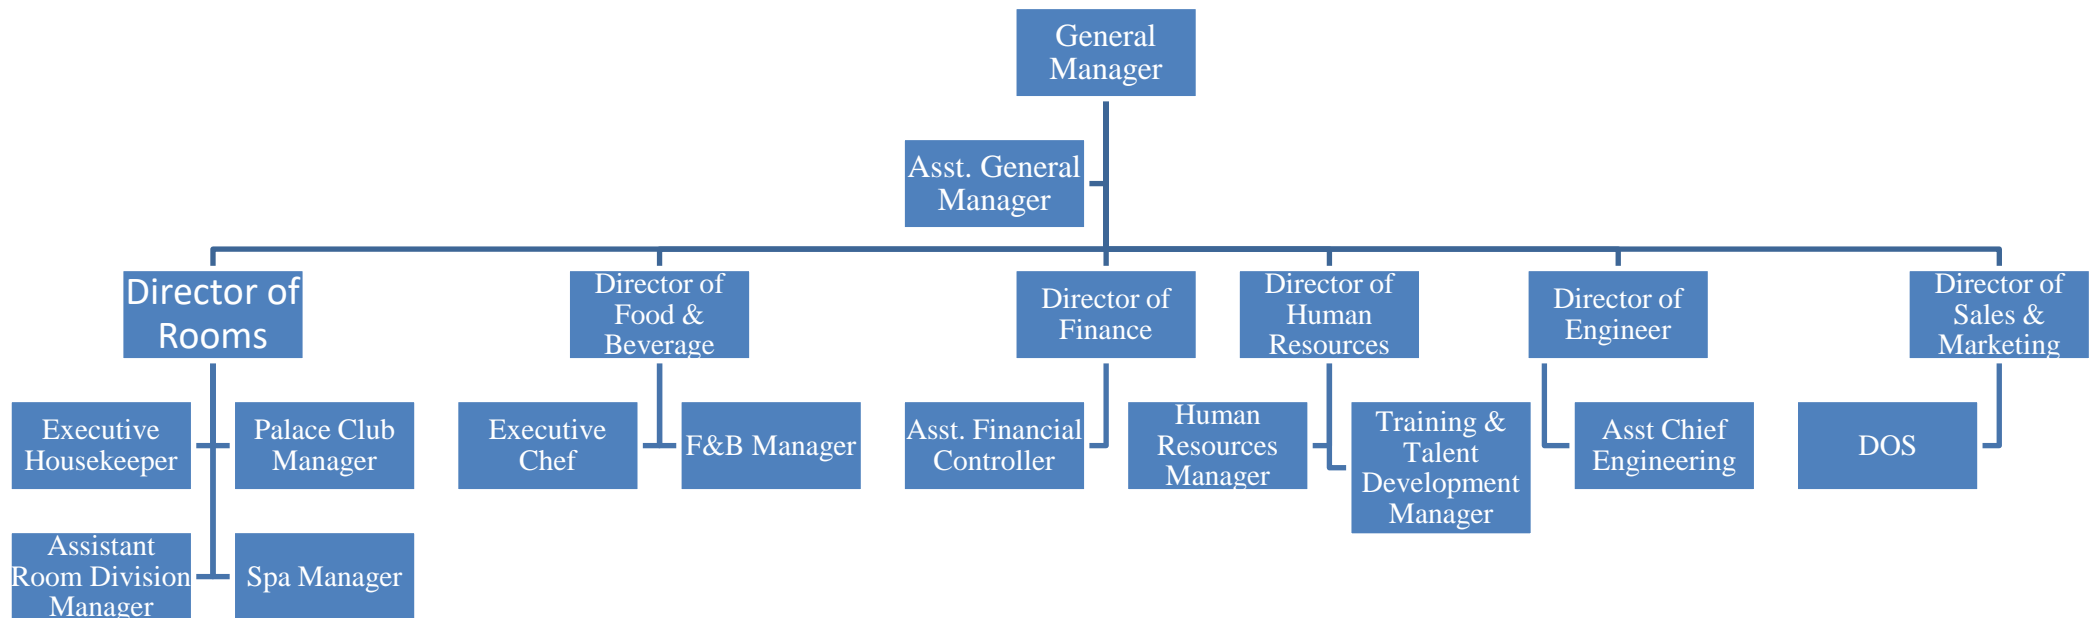 General
Manager
Asst. General
Manager
Director of
Rooms
Director of
Food &
Beverage
Director of
Finance
Director of
Human
Resources
Director of
Engineer
Director of
Sales &
Marketing
Executive
Housekeeper
Palace Club
Manager
Executive
Chef
F&B Manager
Asst. Financial
Controller
Human
Resources
Manager
Training &
Talent
Development
Manager
Asst Chief
Engineering
DOS
Assistant
Room Division
Manager
Spa Manager